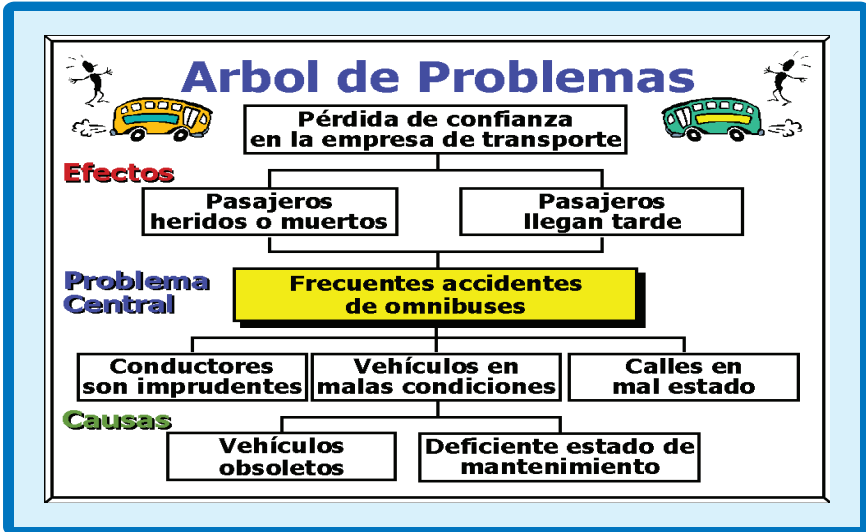 Arbol de Problemas
Pérdida de confianza
en la empresa de transporte
Efectos
Pasajeros
heridos o muertos
Pasajeros
llegan tarde
Problema
Central
Frecuentes accidentes
de omnibuses
Conductores
son imprudentes
Vehículos en
malas condiciones
Calles en
mal estado
Causas
Vehículos
obsoletos
Deficiente estado de
mantenimiento